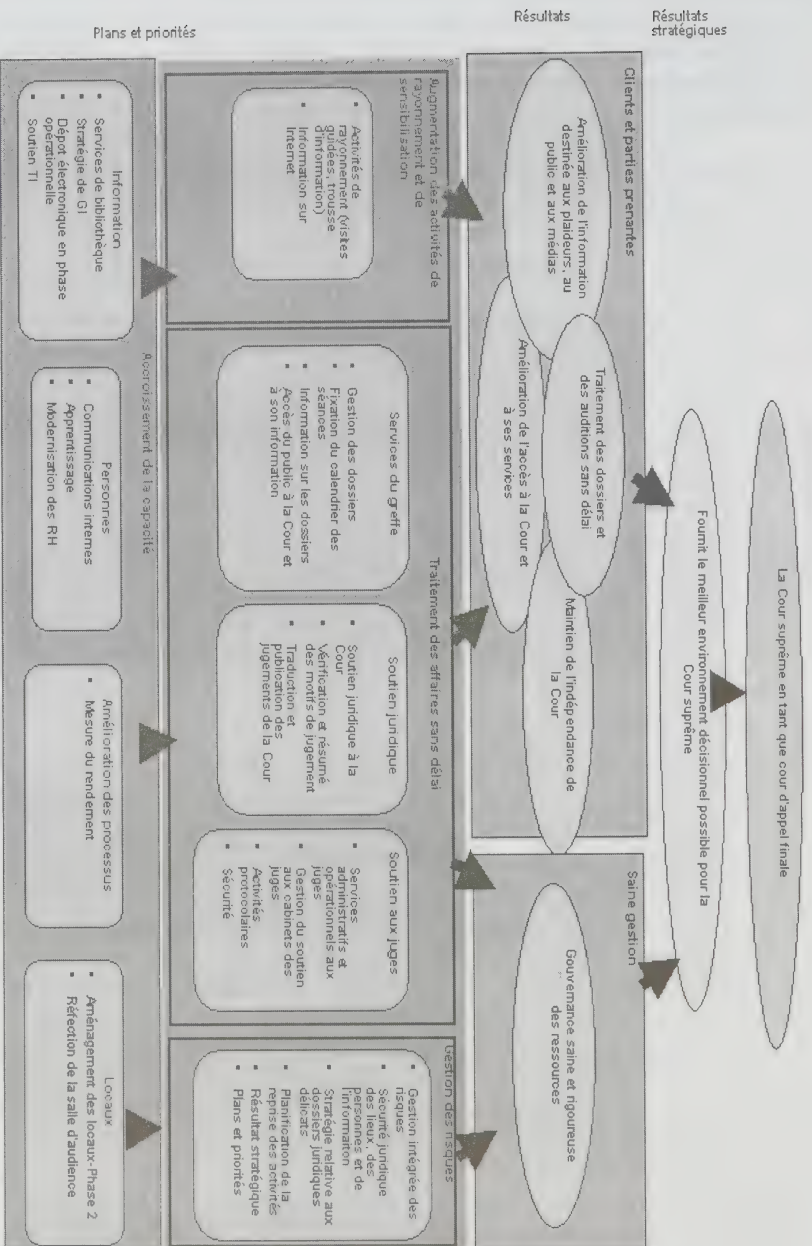 Résultats
stratégiques
La Cour suprême en tant que cour d'appel finale
Fournit le meilleur environnement décisionnel possible pour la
Cour suprême
Résultats
Clients et parties prenantes
Amélioration de l'information
destinée aux plaideurs, au
public et aux médias
Traitement des dossiers et
des auditions sans délai
Amélioration de l'accès à la Cour et
à ses services
Maintien de l'indép endance de
la Cour
Saine gestion
Gouvernance saine et rigoureuse
des ressources
Plans et priorités
Augmentation des activités de
rayonnement et de
sensibilisation
▪ Activités de
rayonnement (visites
guidées, trousse
d'information)
▪ Information sur
Internet
Traitement des affaires sans délai
Services du greffe
▪ Gestion des dossiers
▪ Fixation du calendrier des
séances
▪ Information sur les dossiers
▪ Accès du public à la Cour et
à son information
Soutien juridique
▪ Soutien juridique à la
Cour
▪ Vérification et résumé
des motifs de jugement
▪ Traduction et
publication des
jugements de la Cour
Soutien aux juges
▪ Services
administratifs et
opérationnels aux
juges
▪ Gestion du soutien
aux cabinets des
juges
▪ Activités
protocolaires
▪ Sécurité
Gestion des risques
▪ Gestion intégrée des
risques
▪ Sécurité juridique
des lieux, des
personnes et de
l'informaiton
▪ Stratégie relative aux
dossiers juridiques
délicats
▪ Planification de la
reprise des activités
▪ Résultat stratégique
▪ Plans et priorités
Accroissement de la capacité
Information
▪ Services de bibliothèque
▪ Stratégie de GI
▪ Dépôt électronique en phase
opérationnelle
▪ Soutien TI
Personnes
▪ Communications internes
▪ Apprentissage
▪ Modernisation des RH
Amélioration des processus
▪ Mesure du rendement
Locaux
▪ Aménagement des locaux-Phase 2
▪ Réfection de la salle d'audience